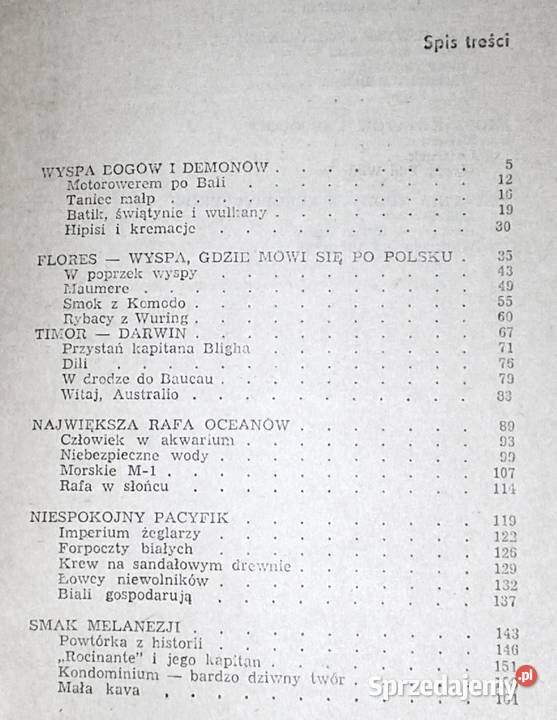 Spis treści
WYSPA BOGÓW I DEMONÓW . . . . . . . . 5
Motorowerem po Bali . . . . . . . . 12
Taniec małp . . . . . . . . 16
Batik, świątynie i wulkany . . . . . . . . 19
Hipisi i kremacje . . . . . . . . 30
FLORES — WYSPA, GDZIE MÓWI SIĘ PO POLSKU . 35
W poprzek wyspy . . . . . . . . 43
Maumere . . . . . . . . 49
Smok z Komodo . . . . . . . . 55
Rybacy z Wuring . . . . . . . . 60
TIMOR — DARWIN . . . . . . . . 67
Przystań kapitana Bligha . . . . . . . . 71
Dili . . . . . . . . 76
W drodze do Baucau . . . . . . . . 79
Witaj, Australio . . . . . . . . 83
NAJWIĘKSZA RAFA OCEANÓW . . . . . . . . 89
Człowiek w akwarium . . . . . . . . 93
Niebezpieczne wody . . . . . . . . 99
Morskie M-1 . . . . . . . . 107
Rafa w słońcu . . . . . . . . 114
NIESPOKOJNY PACYFIK . . . . . . . . 119
Imperium żeglarzy . . . . . . . . 122
Forpoczty białych . . . . . . . . 126
Krew na sandałowym drewnie . . . . . . . . 129
Łowcy niewolników . . . . . . . . 132
Biali gospodarują . . . . . . . . 137
SMAK MELANEZJI . . . . . . . . 143
Powtórka z historii . . . . . . . . 146
„Rocinante" i jego kapitan . . . . . . . . 151
Kondominium — bardzo dziwny twór . . . .
Mała kawa . . . . . . . . 161
Sprzedajemy.pl